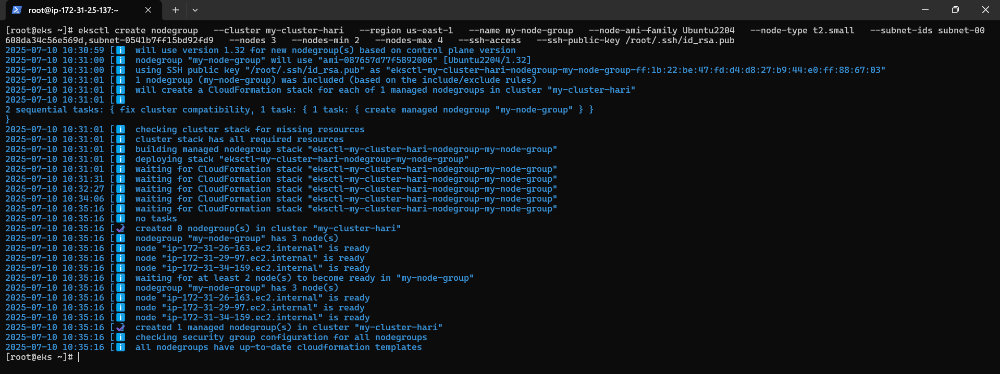 root@ip-172-31-25-137:~
[root@eks ~]# eksctl create nodegroup   --cluster my-cluster-hari   --region us-east-1   --name my-node-group   --node-ami-family Ubuntu2204   --node-type t2.small   --subnet-ids subnet-00
608da34c56e569d,subnet-0541b7ff15bd92fd9   --nodes 3   --nodes-min 2   --nodes-max 4   --ssh-access   --ssh-public-key /root/.ssh/id_rsa.pub
2025-07-10 10:30:59 [ℹ]  will use version 1.32 for new nodegroup(s) based on control plane version
2025-07-10 10:31:00 [ℹ]  nodegroup "my-node-group" will use "ami-087657d77f5892006" [Ubuntu2204/1.32]
2025-07-10 10:31:00 [ℹ]  using SSH public key "/root/.ssh/id_rsa.pub" as "eksctl-my-cluster-hari-nodegroup-my-node-group-ff:1b:22:be:47:fd:d4:d8:27:b9:44:e0:ff:88:67:03"
2025-07-10 10:31:01 [ℹ]  1 nodegroup (my-node-group) was included (based on the include/exclude rules)
2025-07-10 10:31:01 [ℹ]  will create a CloudFormation stack for each of 1 managed nodegroups in cluster "my-cluster-hari"
2025-07-10 10:31:01 [ℹ]
2 sequential tasks: { fix cluster compatibility, 1 task: { 1 task: { create managed nodegroup "my-node-group" } }
}
2025-07-10 10:31:01 [ℹ]  checking cluster stack for missing resources
2025-07-10 10:31:01 [ℹ]  cluster stack has all required resources
2025-07-10 10:31:01 [ℹ]  building managed nodegroup stack "eksctl-my-cluster-hari-nodegroup-my-node-group"
2025-07-10 10:31:01 [ℹ]  deploying stack "eksctl-my-cluster-hari-nodegroup-my-node-group"
2025-07-10 10:31:01 [ℹ]  waiting for CloudFormation stack "eksctl-my-cluster-hari-nodegroup-my-node-group"
2025-07-10 10:31:31 [ℹ]  waiting for CloudFormation stack "eksctl-my-cluster-hari-nodegroup-my-node-group"
2025-07-10 10:32:27 [ℹ]  waiting for CloudFormation stack "eksctl-my-cluster-hari-nodegroup-my-node-group"
2025-07-10 10:34:06 [ℹ]  waiting for CloudFormation stack "eksctl-my-cluster-hari-nodegroup-my-node-group"
2025-07-10 10:35:16 [ℹ]  waiting for CloudFormation stack "eksctl-my-cluster-hari-nodegroup-my-node-group"
2025-07-10 10:35:16 [ℹ]  no tasks
2025-07-10 10:35:16 [✔]  created 0 nodegroup(s) in cluster "my-cluster-hari"
2025-07-10 10:35:16 [ℹ]  nodegroup "my-node-group" has 3 node(s)
2025-07-10 10:35:16 [ℹ]  node "ip-172-31-26-163.ec2.internal" is ready
2025-07-10 10:35:16 [ℹ]  node "ip-172-31-29-97.ec2.internal" is ready
2025-07-10 10:35:16 [ℹ]  node "ip-172-31-34-159.ec2.internal" is ready
2025-07-10 10:35:16 [ℹ]  waiting for at least 2 node(s) to become ready in "my-node-group"
2025-07-10 10:35:16 [ℹ]  nodegroup "my-node-group" has 3 node(s)
2025-07-10 10:35:16 [ℹ]  node "ip-172-31-26-163.ec2.internal" is ready
2025-07-10 10:35:16 [ℹ]  node "ip-172-31-29-97.ec2.internal" is ready
2025-07-10 10:35:16 [ℹ]  node "ip-172-31-34-159.ec2.internal" is ready
2025-07-10 10:35:16 [✔]  created 1 managed nodegroup(s) in cluster "my-cluster-hari"
2025-07-10 10:35:16 [ℹ]  checking security group configuration for all nodegroups
2025-07-10 10:35:16 [ℹ]  all nodegroups have up-to-date cloudformation templates
[root@eks ~]#